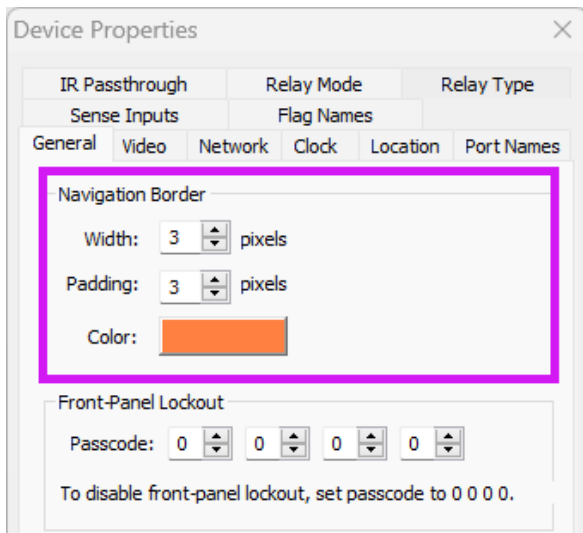 Device Properties
IR Passthrough Relay Mode Relay Type
Sense Inputs Flag Names
General Video Network Clock Location Port Names
Navigation Border
Width: 3 pixels
Padding: 3 pixels
Color:
Front-Panel Lockout
Passcode: 0 0 0 0
To disable front-panel lockout, set passcode to 0 0 0 0.